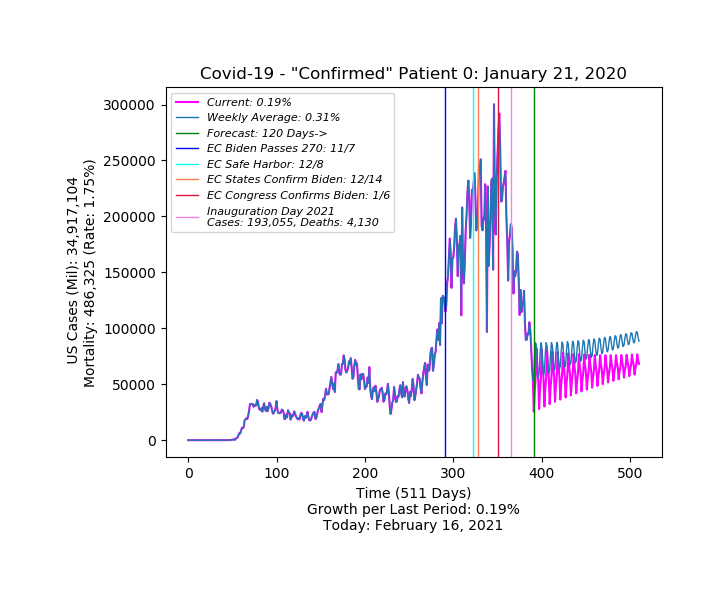 Covid-19 - "Confirmed" Patient 0: January 21, 2020
Current: 0.19%
Weekly Average: 0.31%
Forecast: 120 Days->
EC Biden Passes 270: 11/7
EC Safe Harbor: 12/8
EC States Confirm Biden: 12/14
EC Congress Confirms Biden: 1/6
Inauguration Day 2021
Cases: 193,055, Deaths: 4,130
US Cases (Mil): 34,917,104
Mortality: 486,325 (Rate: 1.75%)
300000
250000
200000
150000
100000
50000
0
0 100 200 300 400 500
Time (511 Days)
Growth per Last Period: 0.19%
Today: February 16, 2021